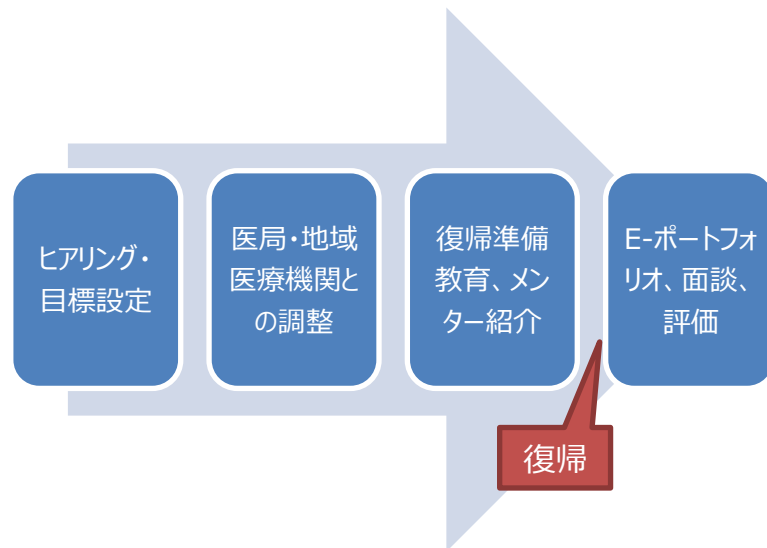 ヒアリング・
目標設定
医局・地域
医療機関と
の調整
復帰準備
教育、メン
ター紹介
E-ポートフォ
リオ、面談、
評価
復帰